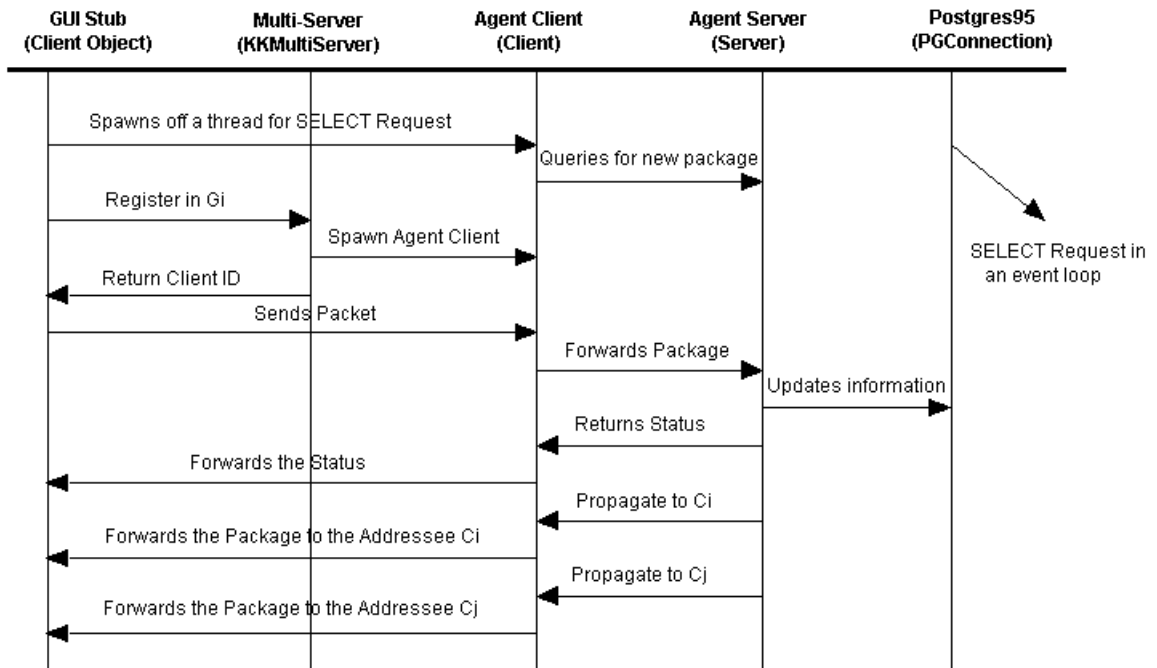 GUI Stub
(Client Object)
Multi-Server
(KKMultiServer)
Agent Client
(Client)
Agent Server
(Server)
Postgres95
(PGConnection)
Spawns off a thread for SELECT Request
Queries for new package
Register in Gi
Spawn Agent Client
SELECT Request in
an event loop
Return Client ID
Sends Packet
Forwards Package
Updates information
Returns Status
Forwards the Status
Propagate to Ci
Forwards the Package to the Addressee Ci
Propagate to Cj
Forwards the Package to the Addressee Cj